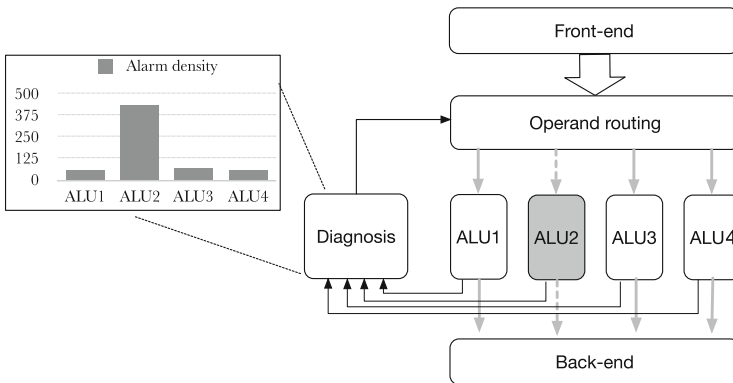 Front-end
Alarm density
500
375
250
125
0
ALU1 ALU2 ALU3 ALU4
Operand routing
Diagnosis
ALU1
ALU2
ALU3
ALU4
Back-end